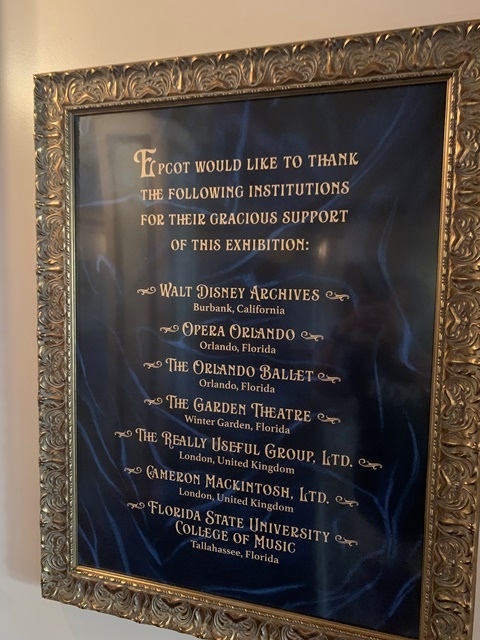 EPCOT WOULD LIKE TO THANK
THE FOLLOWING INSTITUTIONS
FOR THEIR GRACIOUS SUPPORT
OF THIS EXHIBITION:
WALT DISNEY ARCHIVES
Burbank, California
OPERA ORLANDO
Orlando, Florida
THE ORLANDO BALLET
Orlando, Florida
THE GARDEN THEATRE
Winter Garden, Florida
THE REALLY USEFUL GROUP, LTD.
London, United Kingdom
CAMERON MACKINTOSH, LTD.
London, United Kingdom
FLORIDA STATE UNIVERSITY
COLLEGE OF MUSIC
Tallahassee, Florida